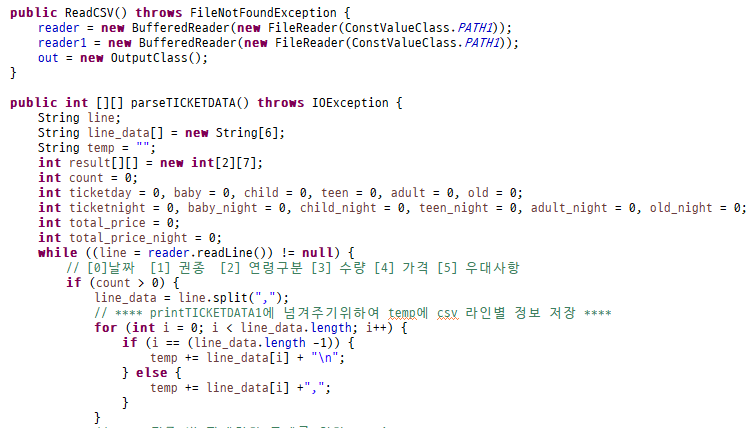 public ReadCSV() throws FileNotFoundException {
    reader = new BufferedReader(new FileReader(ConstValueClass.PATH1));
    reader1 = new BufferedReader(new FileReader(ConstValueClass.PATH1));
    out = new OutputClass();
}
public int [][] parseTICKETDATA() throws IOException {
    String line;
    String line_data[] = new String[6];
    String temp = "";
    int result[][] = new int[2][7];
    int count = 0;
    int ticketday = 0, baby = 0, child = 0, teen = 0, adult = 0, old = 0;
    int ticketnight = 0, baby_night = 0, child_night = 0, teen_night = 0, adult_night = 0, old_night = 0;
    int total_price = 0;
    int total_price_night = 0;
    while ((line = reader.readLine()) != null) {
        // [0]날짜  [1] 권종  [2] 연령구분 [3] 수량 [4] 가격 [5] 우대사항
        if (count > 0) {
            line_data = line.split(",");
            // **** printTICKETDATA1에 넘겨주기위하여 temp에 csv 라인별 정보 저장 ****
            for (int i = 0; i < line_data.length; i++) {
                if (i == (line_data.length -1)) {
                    temp += line_data[i] + "\n";
                } else {
                    temp += line_data[i] +",";
                }
            }